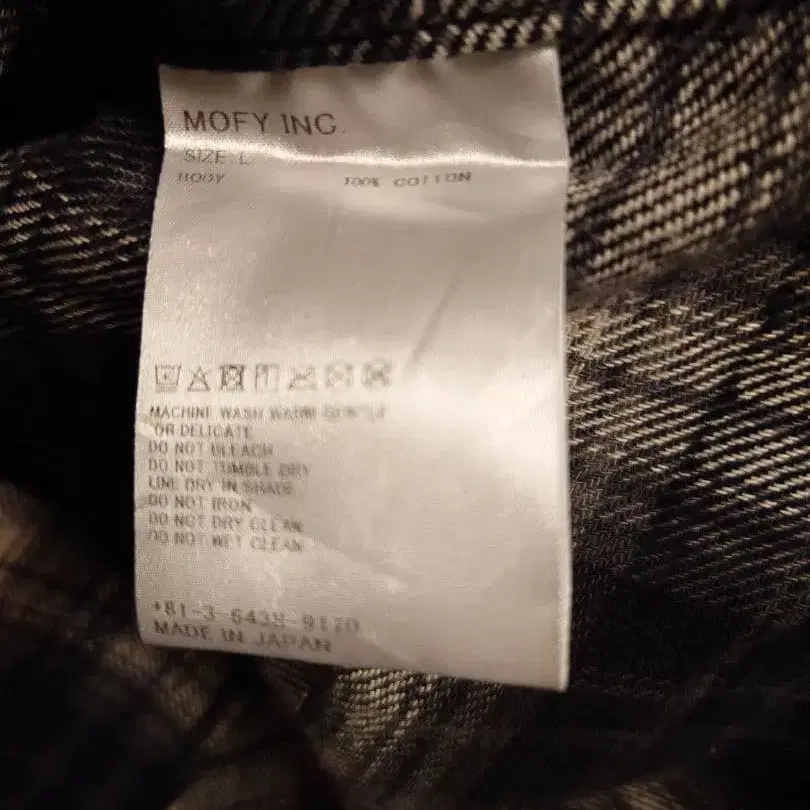 MOFY INC.
SIZE: L
BODY 100% COTTON
MACHINE WASH WARM GENTLE
OR DELICATE
DO NOT BLEACH
DO NOT TUMBLE DRY
LINE DRY IN SHADE
DO NOT IRON
DO NOT DRY CLEAN
DO NOT WET CLEAN
+81-3-6439-9170
MADE IN JAPAN